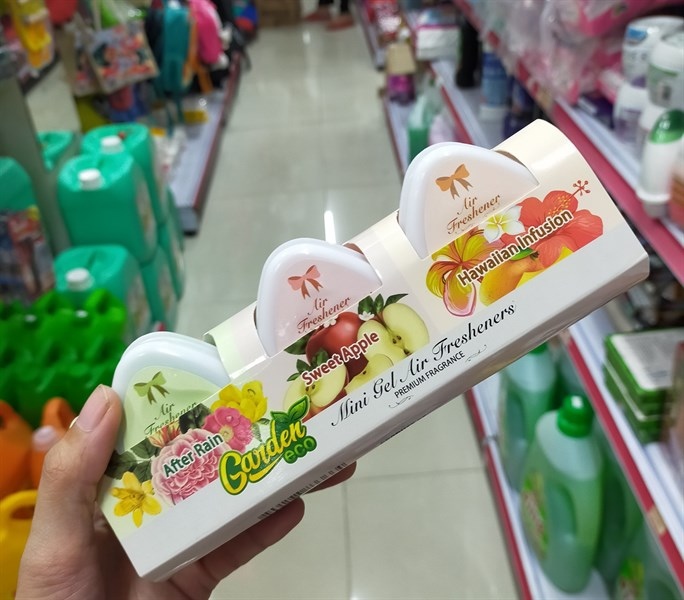 Air
Freshener
After Rain
Garden
eco
Air
Freshener
Sweet Apple
Mini Gel Air Fresheners
PREMIUM FRAGRANCE
Air
Freshener
Hawaiian Infusion